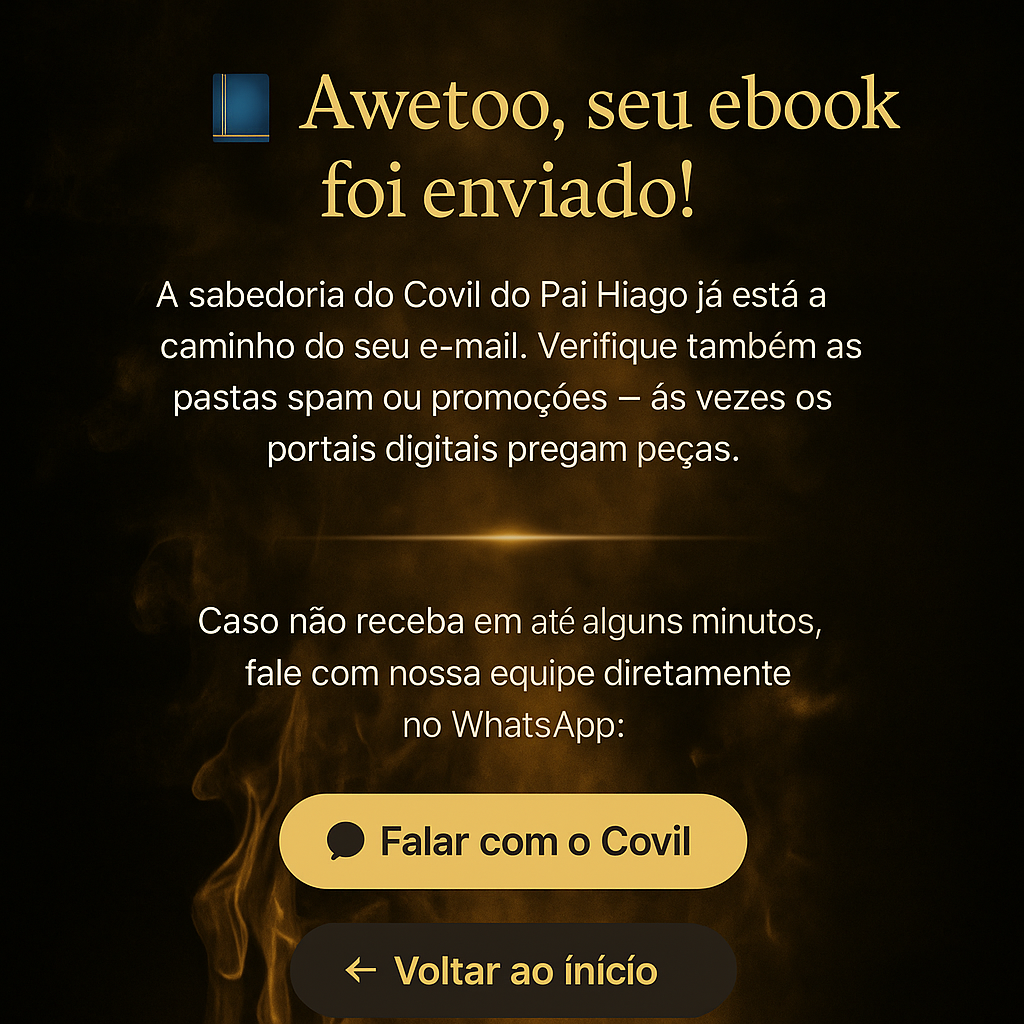 Awetoo, seu ebook
foi enviado!
A sabedoria do Covil do Pai Hiago já está a
caminho do seu e-mail. Verifique também as
pastas spam ou promoçóes – ás vezes os
portais digitais pregam peças.
Caso não receba em até alguns minutos,
fale com nossa equipe diretamente
no WhatsApp:
Falar com o Covil
← Voltar ao ínícío